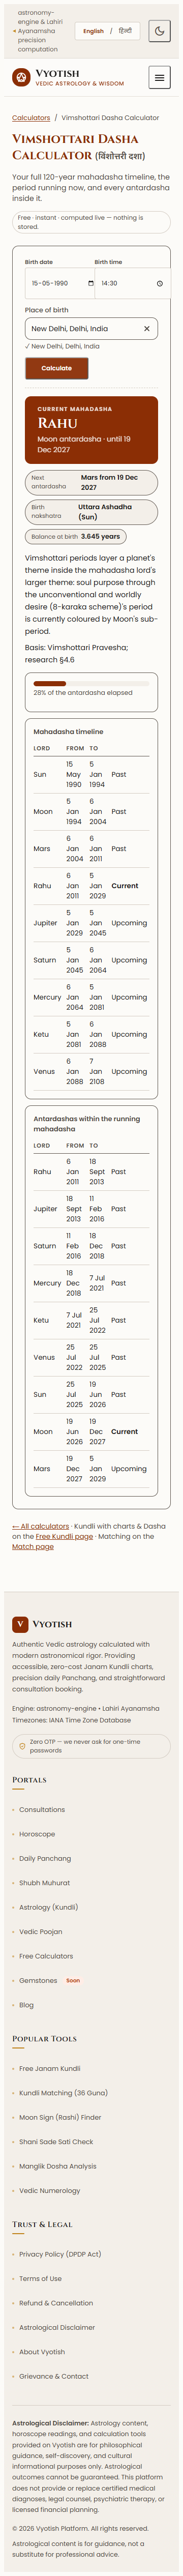 astronomy-
engine & Lahiri
Ayanamsha
precision
computation
English / हिन्दी
VYOTISH
VEDIC ASTROLOGY & WISDOM
Calculators / Vimshottari Dasha Calculator
VIMSHOTTARI DASHA
CALCULATOR (विंशोत्तरी दशा)
Your full 120-year mahadasha timeline, the
period running now, and every antardasha
inside it.
Free · instant · computed live — nothing is
stored.
Birth date Birth time
15-05-1990 14:30
Place of birth
New Delhi, Delhi, India ✕
✓ New Delhi, Delhi, India
Calculate
CURRENT MAHADASHA
RAHU
Moon antardasha · until 19
Dec 2027
Next antardasha Mars from 19 Dec 2027
Birth nakshatra Uttara Ashadha (Sun)
Balance at birth 3.645 years
Vimshottari periods layer a planet's
theme inside the mahadasha lord's
larger theme: soul purpose through
the unconventional and worldly
desire (8-karaka scheme)'s period
is currently coloured by Moon's sub-
period.
Basis: Vimshottari Pravesha;
research §4.6
28% of the antardasha elapsed
Mahadasha timeline
LORD FROM TO
Sun 15 May 1990 5 Jan 1994 Past
Moon 5 Jan 1994 6 Jan 2004 Past
Mars 6 Jan 2004 6 Jan 2011 Past
Rahu 6 Jan 2011 5 Jan 2029 Current
Jupiter 5 Jan 2029 5 Jan 2045 Upcoming
Saturn 5 Jan 2045 6 Jan 2064 Upcoming
Mercury 6 Jan 2064 5 Jan 2081 Upcoming
Ketu 5 Jan 2081 6 Jan 2088 Upcoming
Venus 6 Jan 2088 7 Jan 2108 Upcoming
Antardashas within the running
mahadasha
LORD FROM TO
Rahu 6 Jan 2011 18 Sept 2013 Past
Jupiter 18 Sept 2013 11 Feb 2016 Past
Saturn 11 Feb 2016 18 Dec 2018 Past
Mercury 18 Dec 2018 7 Jul 2021 Past
Ketu 7 Jul 2021 25 Jul 2022 Past
Venus 25 Jul 2022 25 Jul 2025 Past
Sun 25 Jul 2025 19 Jun 2026 Past
Moon 19 Jun 2026 19 Dec 2027 Current
Mars 19 Dec 2027 5 Jan 2029 Upcoming
← All calculators · Kundli with charts & Dasha
on the Free Kundli page · Matching on the
Match page
V VYOTISH
Authentic Vedic astrology calculated with
modern astronomical rigor. Providing
accessible, zero-cost Janam Kundli charts,
precision daily Panchang, and straightforward
consultation booking.
Engine: astronomy-engine • Lahiri Ayanamsa
Timezones: IANA Time Zone Database
Zero OTP — we never ask for one-time
passwords
PORTALS
Consultations
Horoscope
Daily Panchang
Shubh Muhurat
Astrology (Kundli)
Vedic Poojan
Free Calculators
Gemstones Soon
Blog
POPULAR TOOLS
Free Janam Kundli
Kundli Matching (36 Guna)
Moon Sign (Rashi) Finder
Shani Sade Sati Check
Manglik Dosha Analysis
Vedic Numerology
TRUST & LEGAL
Privacy Policy (DPDP Act)
Terms of Use
Refund & Cancellation
Astrological Disclaimer
About Vyotish
Grievance & Contact
Astrological Disclaimer: Astrology content,
horoscope readings, and calculation tools
provided on Vyotish are for philosophical
guidance, self-discovery, and cultural
informational purposes only. Astrological
outcomes cannot be guaranteed. This platform
does not provide or replace certified medical
diagnoses, legal counsel, psychiatric therapy, or
licensed financial planning.
© 2026 Vyotish Platform. All rights reserved.
Astrological content is for guidance, not a
substitute for professional advice.